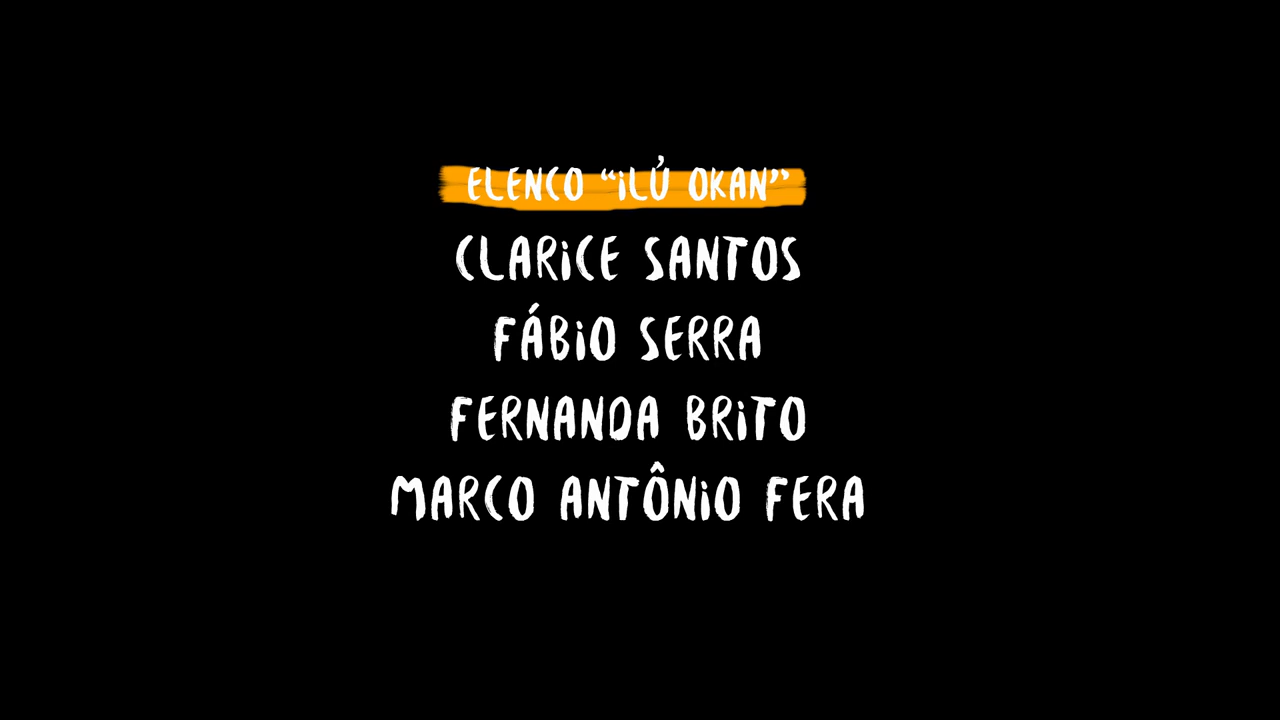 ELENCO “ILÚ OKAN”
CLARICE SANTOS
FÁBIO SERRA
FERNANDA BRITO
MARCO ANTÔNIO FERA